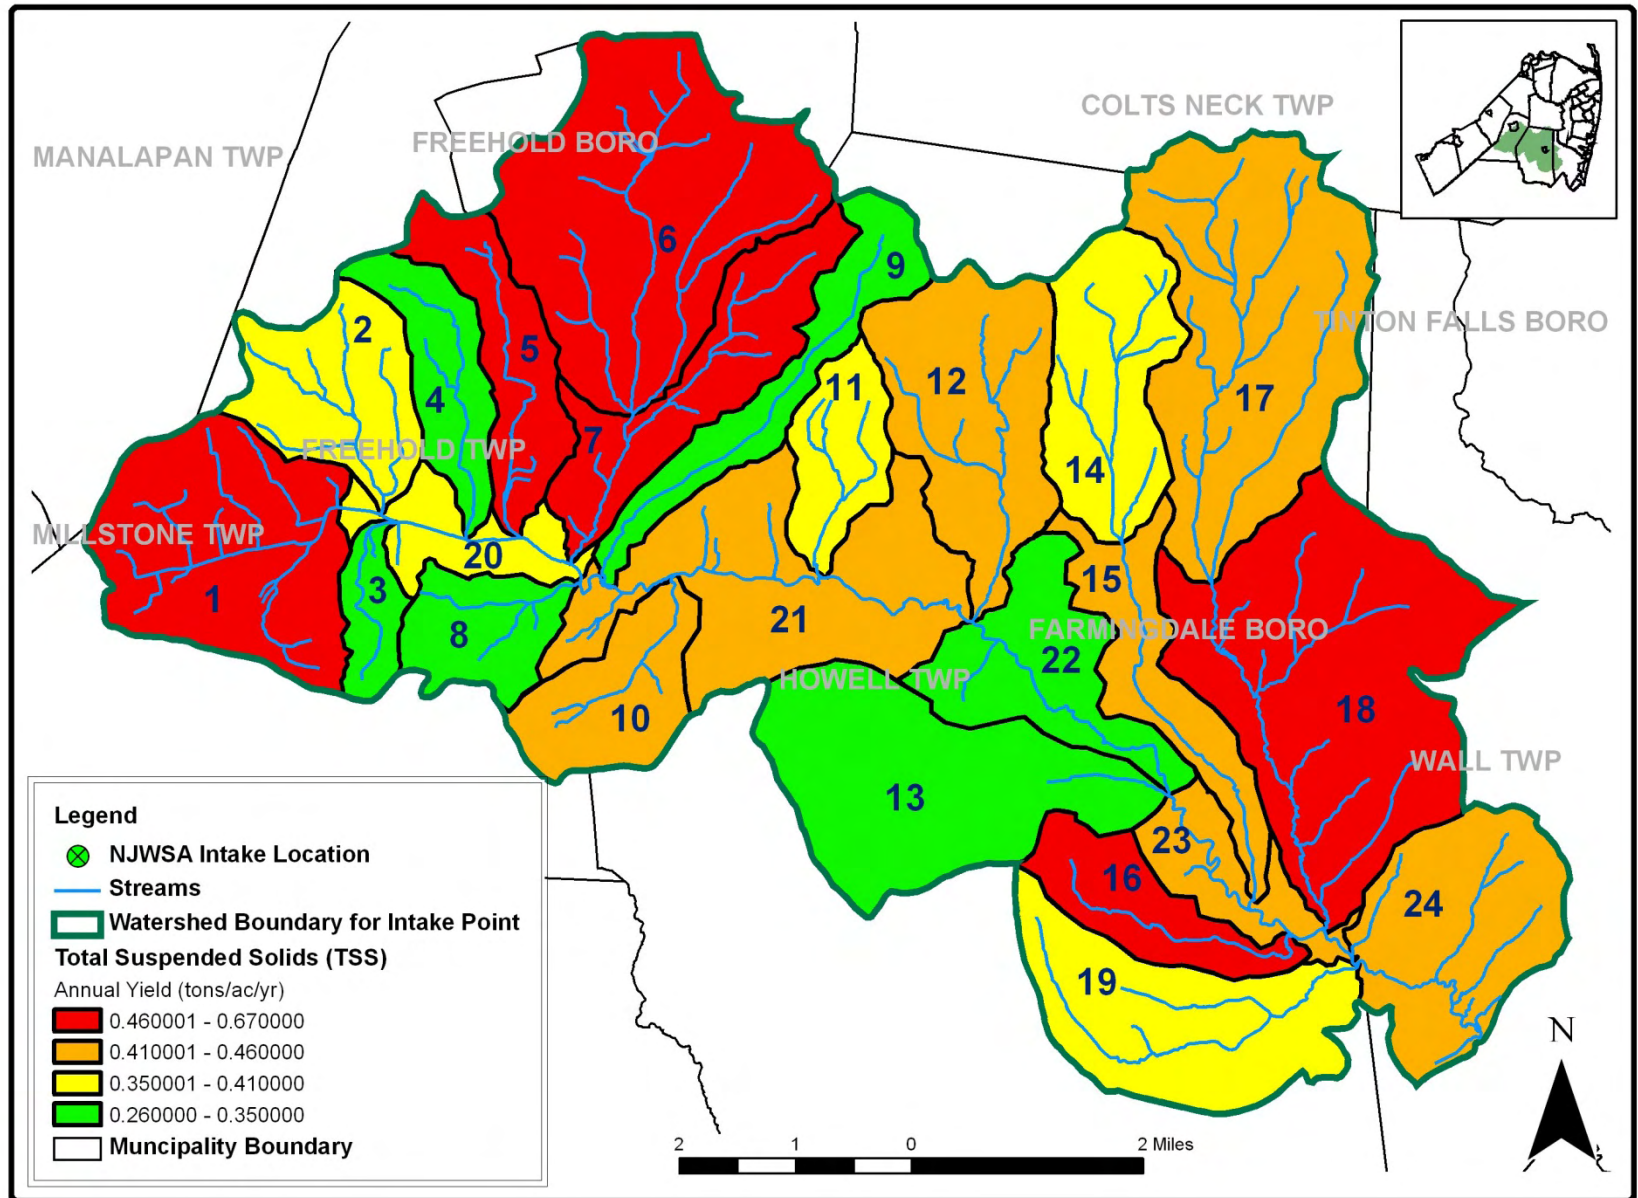 COLTS NECK TWP
FREEHOLD BORO
MANALAPAN TWP
6
9
TINTON FALLS BORO
2
5
11
12
17
4
7
FREEHOLD TWP
14
MILLSTONE TWP
20
15
3
1
8
21
FARMINGDALE BORO
22
HOWELL TWP
10
18
WALL TWP
13
23
16
24
19
Legend
NJWSA Intake Location
Streams
Watershed Boundary for Intake Point
Total Suspended Solids (TSS)
Annual Yield (tons/ac/yr)
0.460001 - 0.670000
0.410001 - 0.460000
0.350001 - 0.410000
0.260000 - 0.350000
Muncipality Boundary
2 1 0 2 Miles
N